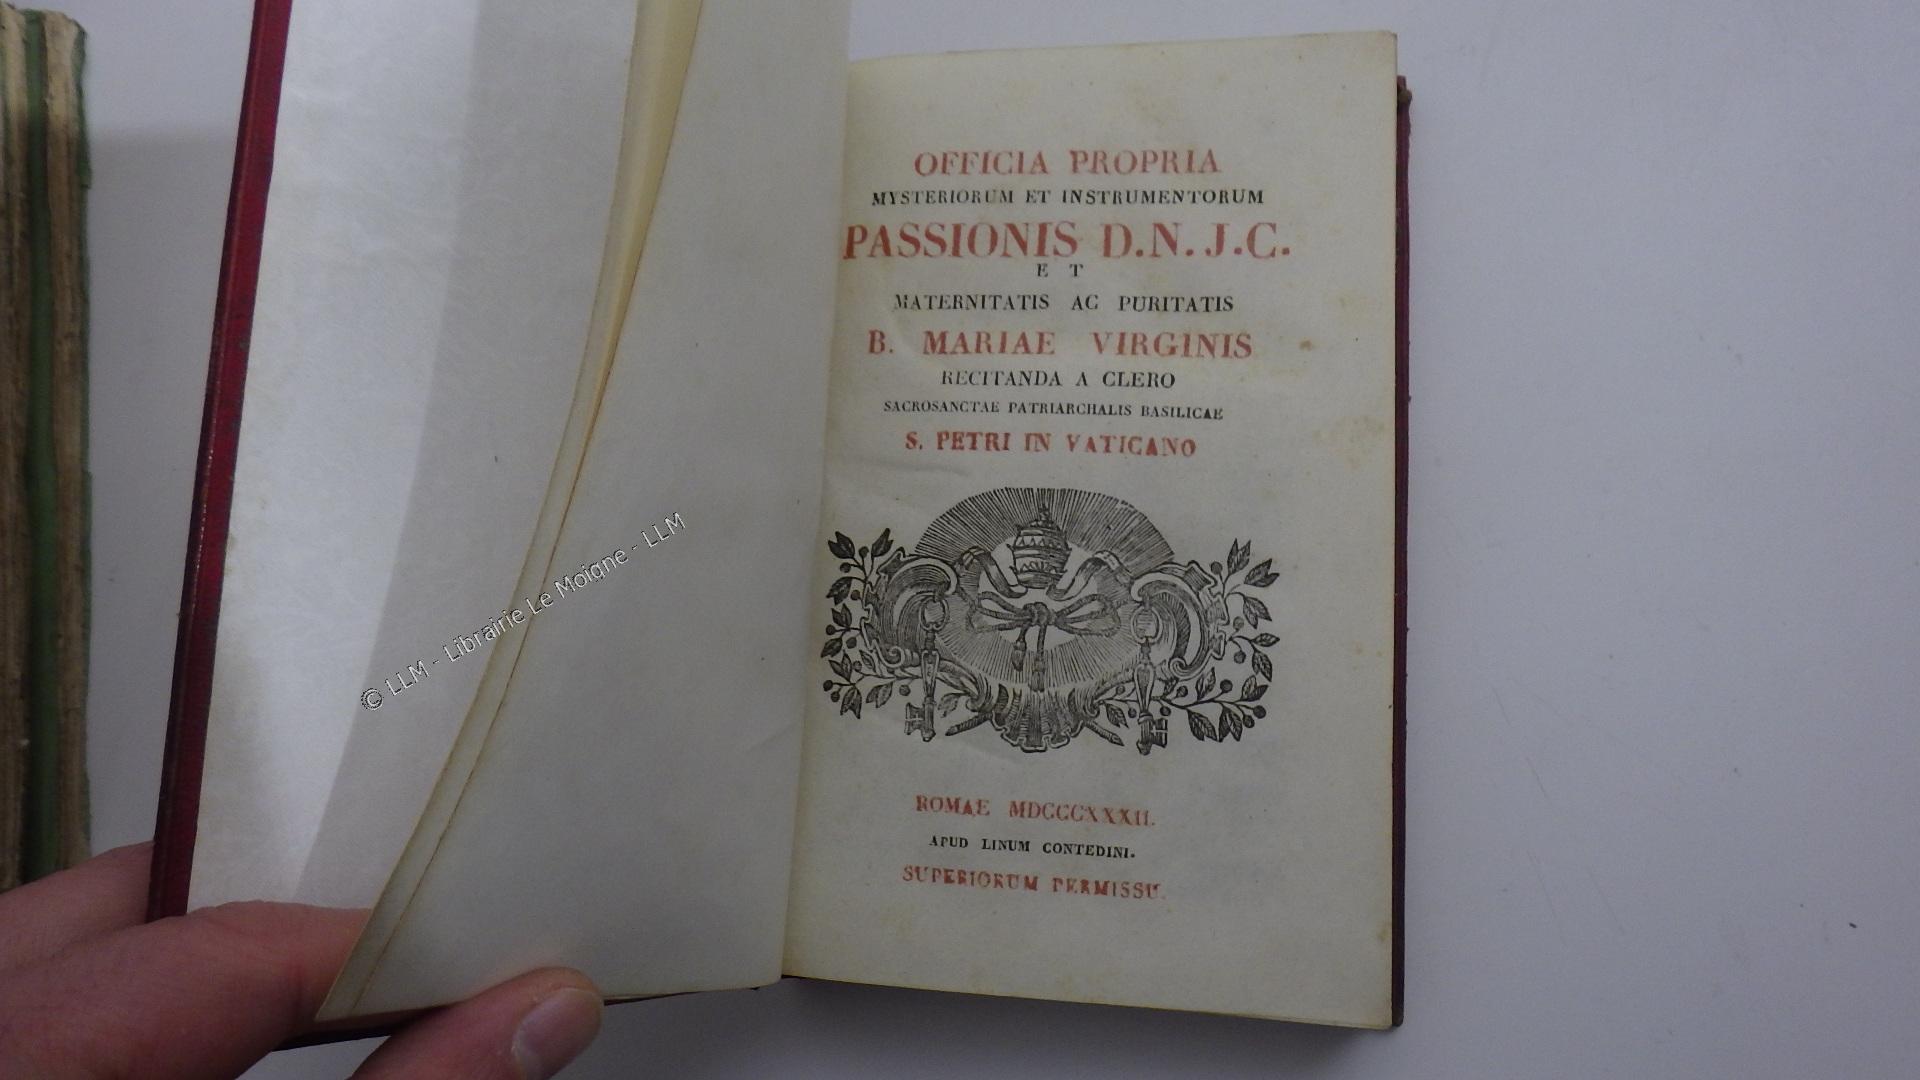 OFFICIA PROPRIA
MYSTERIORUM ET INSTRUMENTORUM
PASSIONIS D.N.J.C.
ET
MATERNITATIS AC PURITATIS
B. MARIAE VIRGINIS
RECITANDA A CLERO
SACROSANCTAE PATRIARCHALIS BASILICAE
S. PETRI IN VATICANO
ROMAE MDCCCXXXII.
APUD LINUM CONTEDINI.
SUPERIORUM PERMISSU.
© LLM - Librairie Le Moigne - LLM